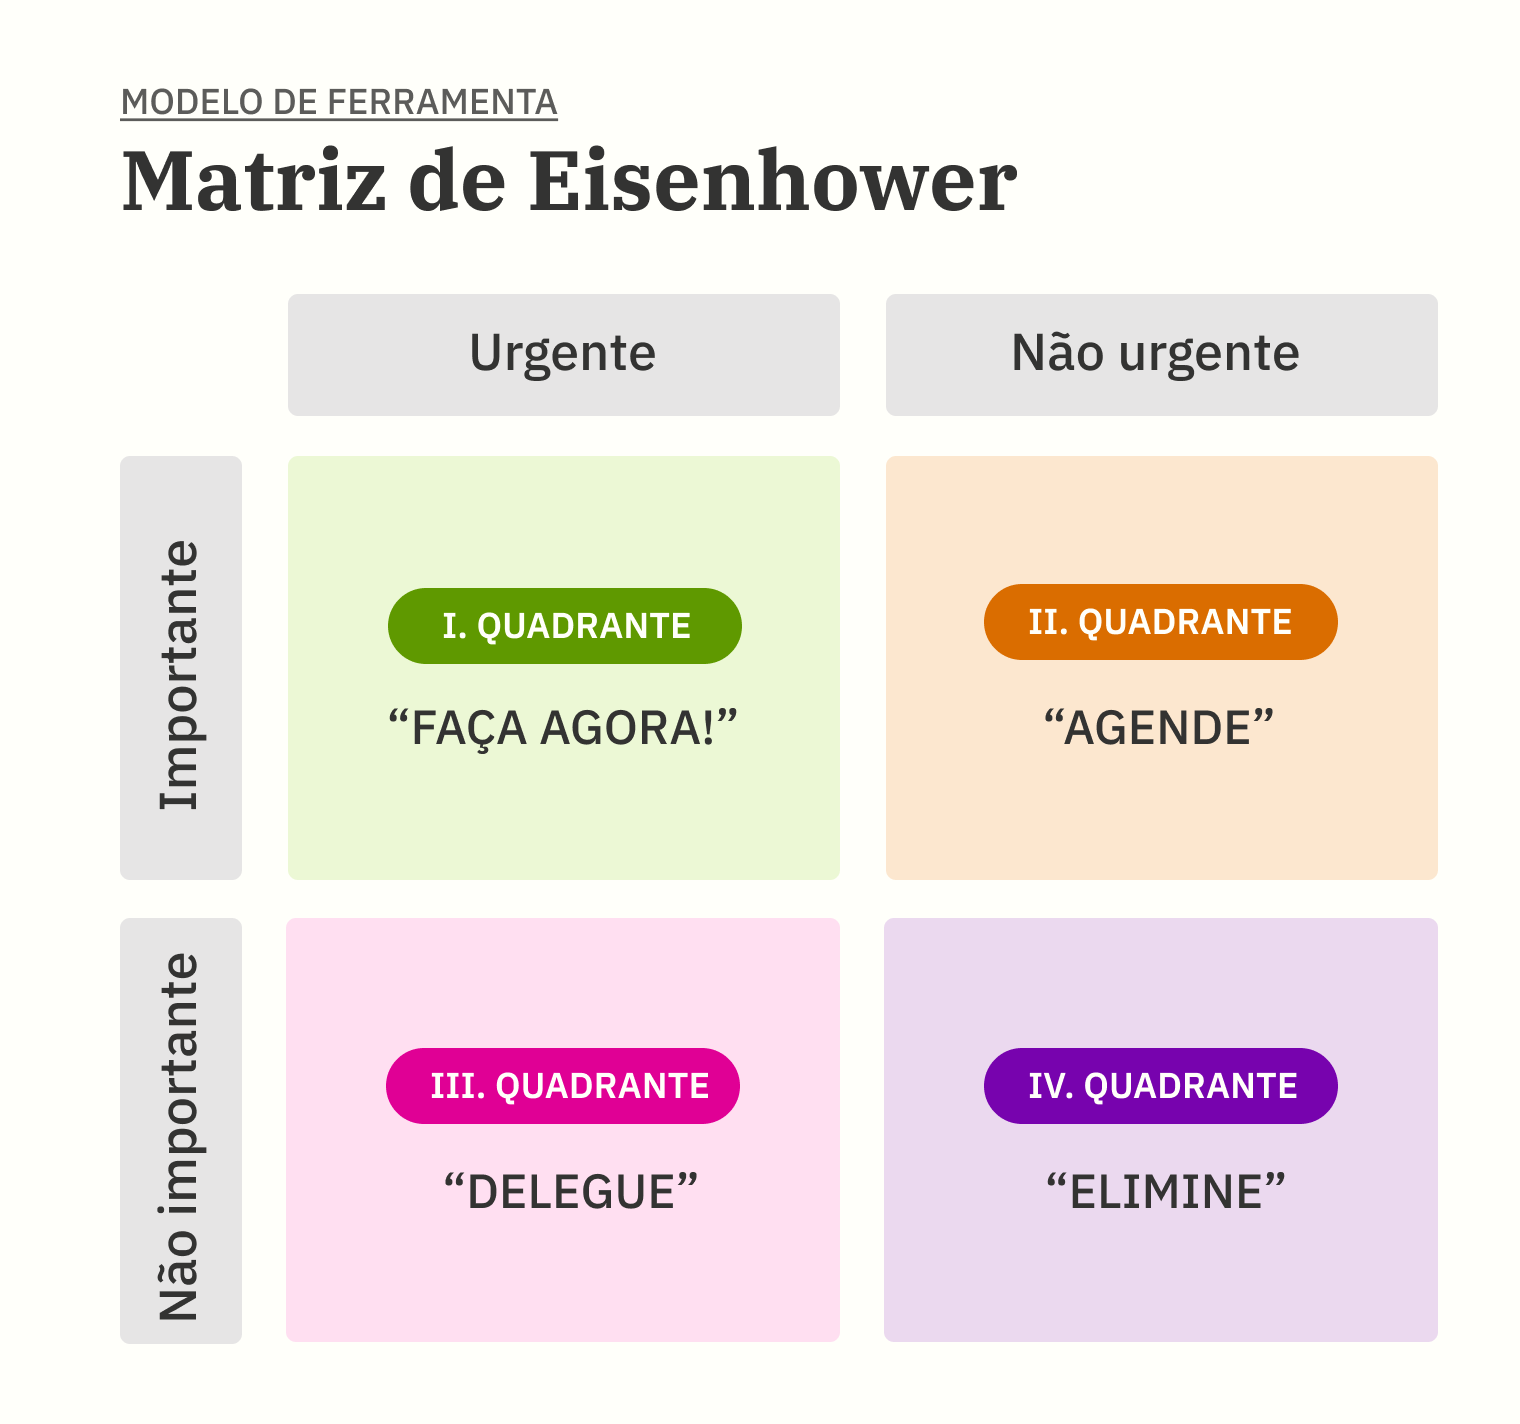 MODELO DE FERRAMENTA
Matriz de Eisenhower
Urgente
Não urgente
Importante
I. QUADRANTE
“FAÇA AGORA!”
II. QUADRANTE
“AGENDE”
Não importante
III. QUADRANTE
“DELEGUE”
IV. QUADRANTE
“ELIMINE”